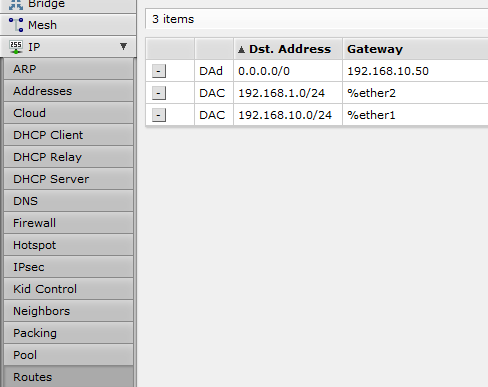 Bridge
Mesh
255 IP ▼
ARP
Addresses
Cloud
DHCP Client
DHCP Relay
DHCP Server
DNS
Firewall
Hotspot
IPsec
Kid Control
Neighbors
Packing
Pool
Routes
3 items
▲ Dst. Address Gateway
- DAd 0.0.0.0/0 192.168.10.50
- DAC 192.168.1.0/24 %ether2
- DAC 192.168.10.0/24 %ether1